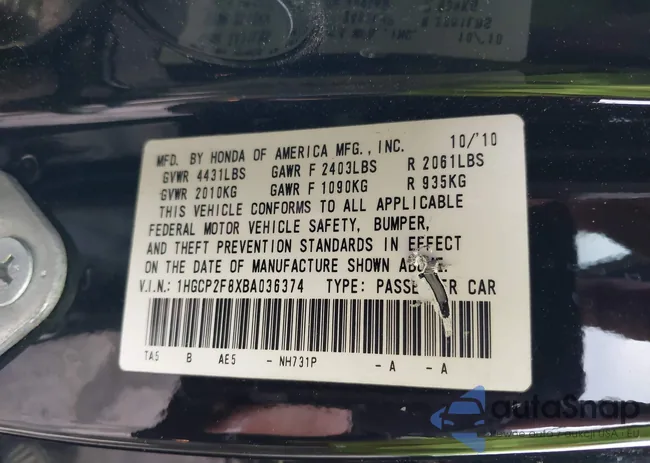 MFD. BY HONDA OF AMERICA MFG., INC. 10/'10
GVWR 4431LBS GAWR F 2403LBS R 2061LBS
GVWR 2010KG GAWR F 1090KG R 935KG
THIS VEHICLE CONFORMS TO ALL APPLICABLE
FEDERAL MOTOR VEHICLE SAFETY, BUMPER,
AND THEFT PREVENTION STANDARDS IN EFFECT
ON THE DATE OF MANUFACTURE SHOWN ABOVE.
V.I.N.: 1HGCP2F8XBA036374 TYPE: PASSENGER CAR
TA5 B AE5 - NH731P - A - A
autoSnap